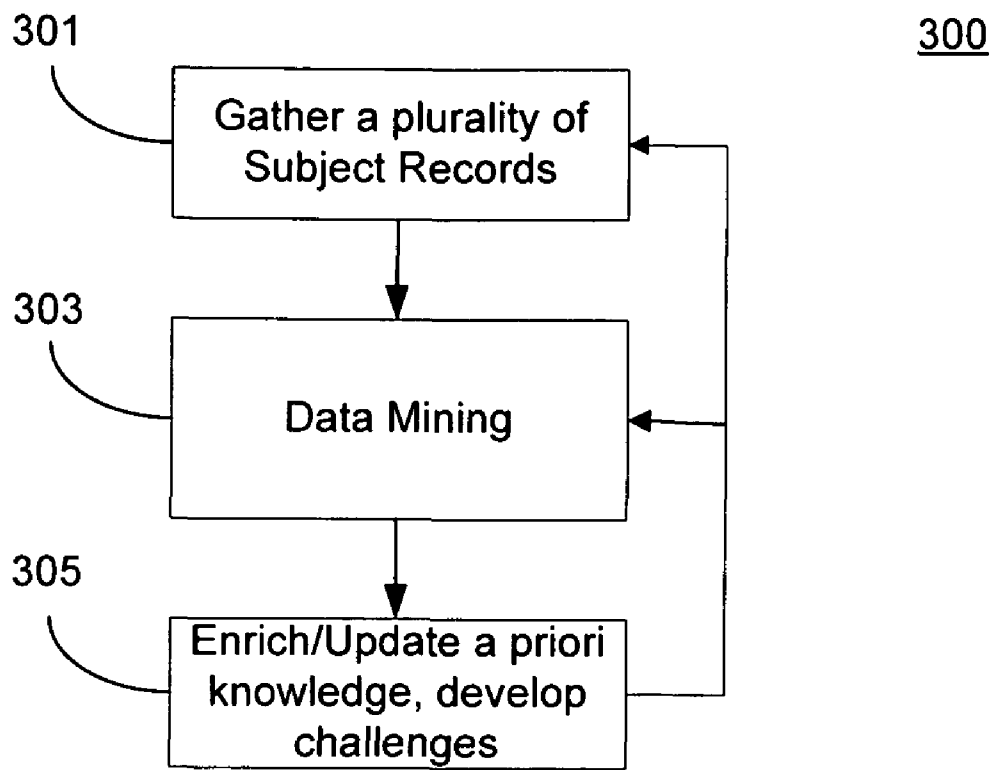 301
300
Gather a plurality of
Subject Records
303
Data Mining
305
Enrich/Update a priori
knowledge, develop
challenges